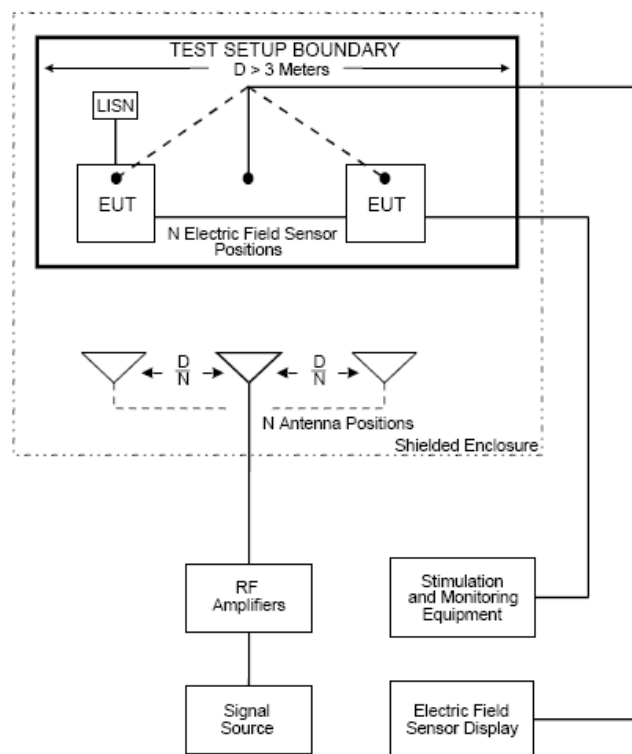 TEST SETUP BOUNDARY
D > 3 Meters
LISN
EUT
EUT
N Electric Field Sensor
Positions
D
N
D
N
N Antenna Positions
Shielded Enclosure
RF
Amplifiers
Stimulation
and Monitoring
Equipment
Signal
Source
Electric Field
Sensor Display